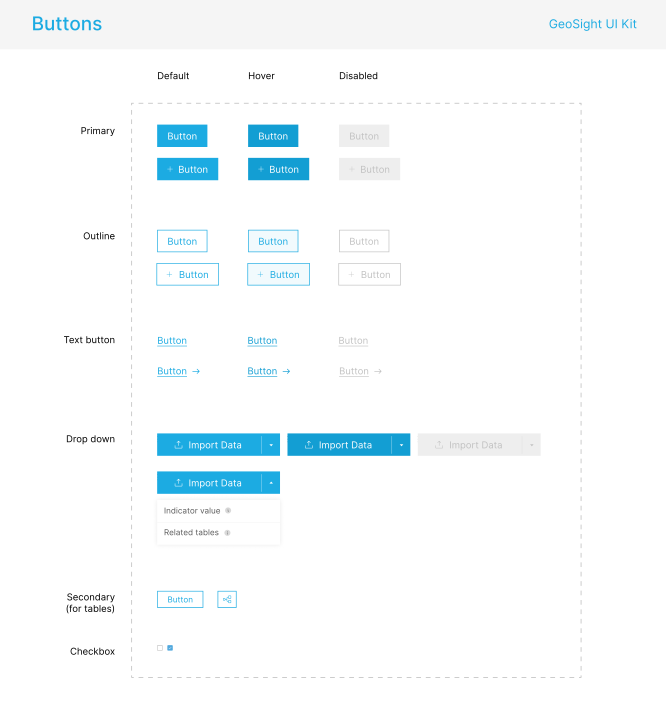 Buttons
GeoSight UI Kit
Default Hover Disabled
Primary
Button Button Button
+ Button + Button + Button
Outline
Button Button Button
+ Button + Button + Button
Text button
Button Button Button
Button → Button → Button →
Drop down
Import Data Import Data Import Data
Import Data
Indicator value
Related tables
Secondary
(for tables)
Button
Checkbox